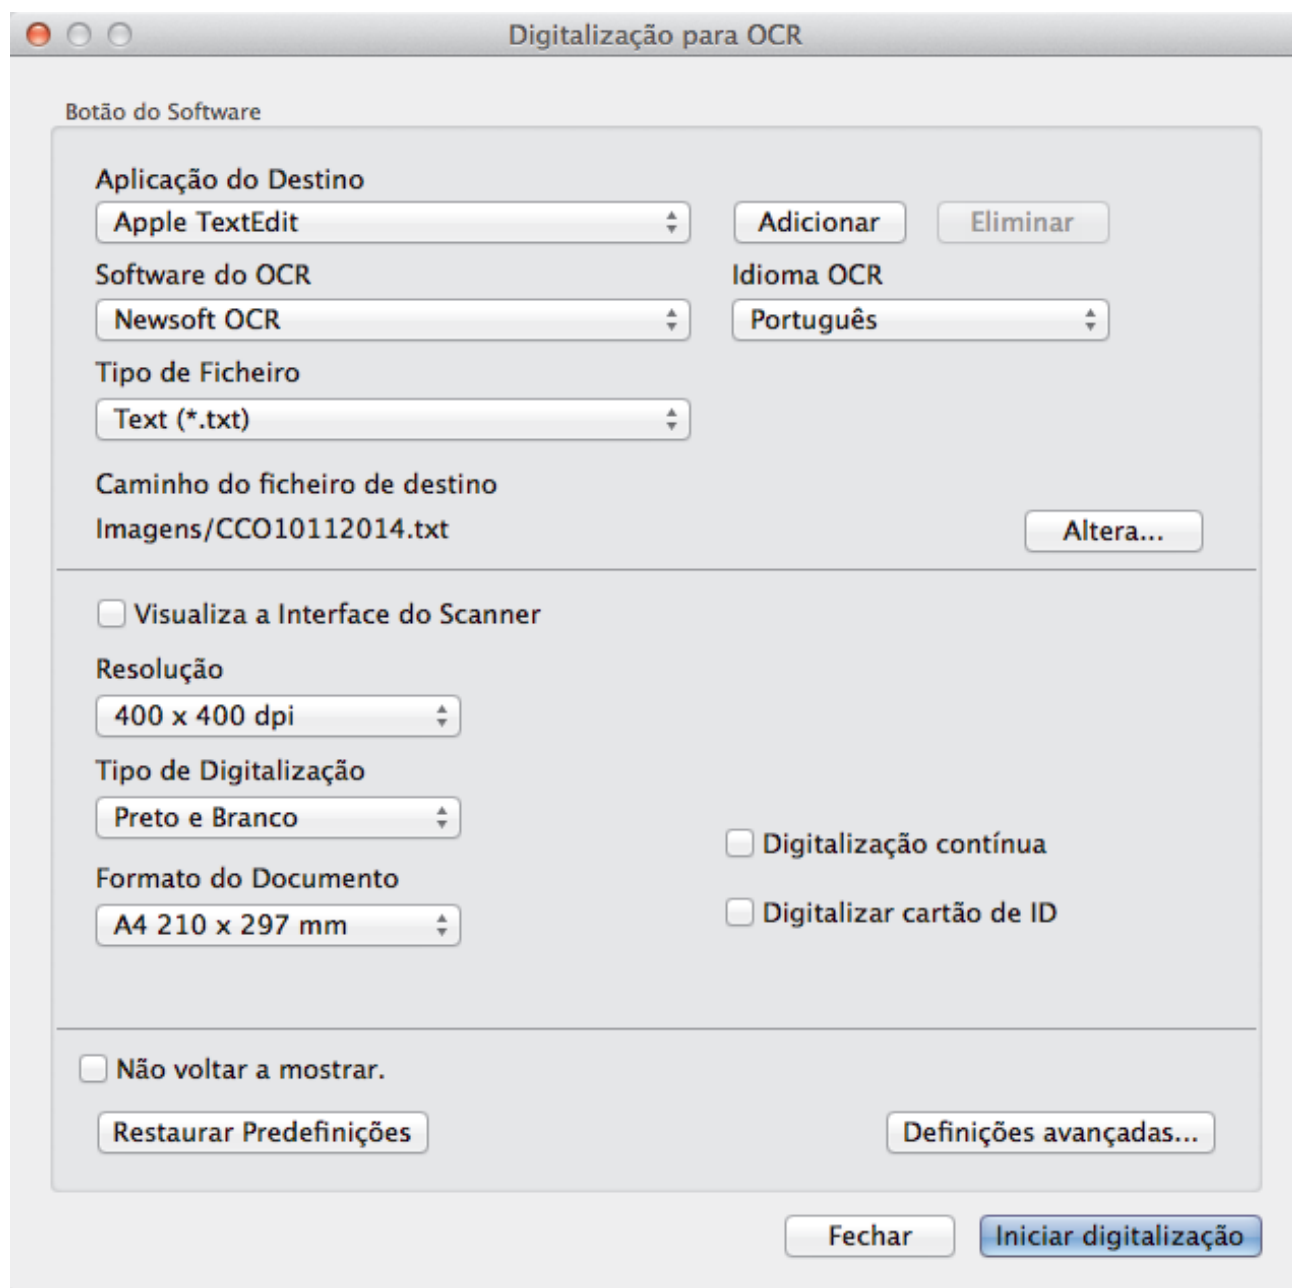 Digitalização para OCR
Botão do Software
Aplicação do Destino
Apple TextEdit Adicionar Eliminar
Software do OCR Idioma OCR
Newsoft OCR Português
Tipo de Ficheiro
Text (*.txt)
Caminho do ficheiro de destino
Imagens/CCO10112014.txt Altera...
Visualiza a Interface do Scanner
Resolução
400 x 400 dpi
Tipo de Digitalização
Preto e Branco
Digitalização contínua
Formato do Documento
A4 210 x 297 mm Digitalizar cartão de ID
Não voltar a mostrar.
Restaurar Predefinições Definições avançadas...
Fechar Iniciar digitalização